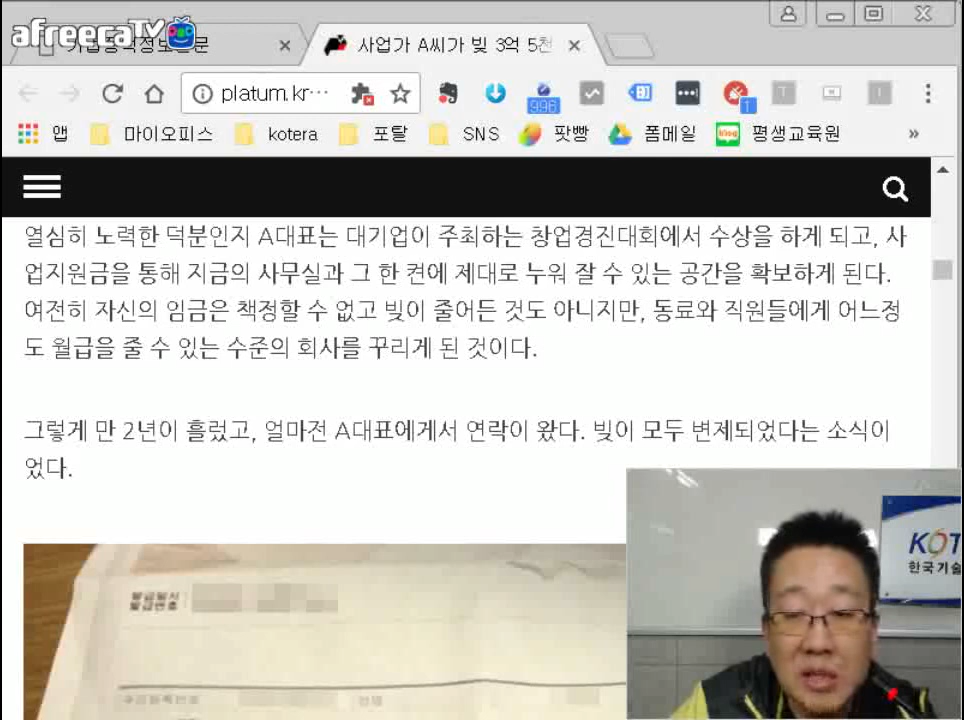 afreecaTV
사업가 A씨가 빚 3억 5천
platum.kr…
996
1
앱
마이오피스
kotera
포탈
SNS
팟빵
폼메일
blog
평생교육원
»
열심히 노력한 덕분인지 A대표는 대기업이 주최하는 창업경진대회에서 수상을 하게 되고, 사
업지원금을 통해 지금의 사무실과 그 한 켠에 제대로 누워 잘 수 있는 공간을 확보하게 된다.
여전히 자신의 임금은 책정할 수 없고 빚이 줄어든 것도 아니지만, 동료와 직원들에게 어느정
도 월급을 줄 수 있는 수준의 회사를 꾸리게 된 것이다.
그렇게 만 2년이 흘렀고, 얼마전 A대표에게서 연락이 왔다. 빚이 모두 변제되었다는 소식이
었다.
발급번호
KOT
한국기술